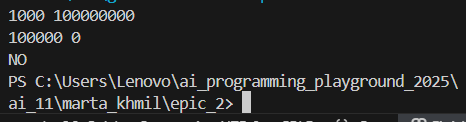 1000 100000000
100000 0
NO
PS C:\Users\Lenovo\ai_programming_playground_2025\
ai_11\marta_khmil\epic_2>